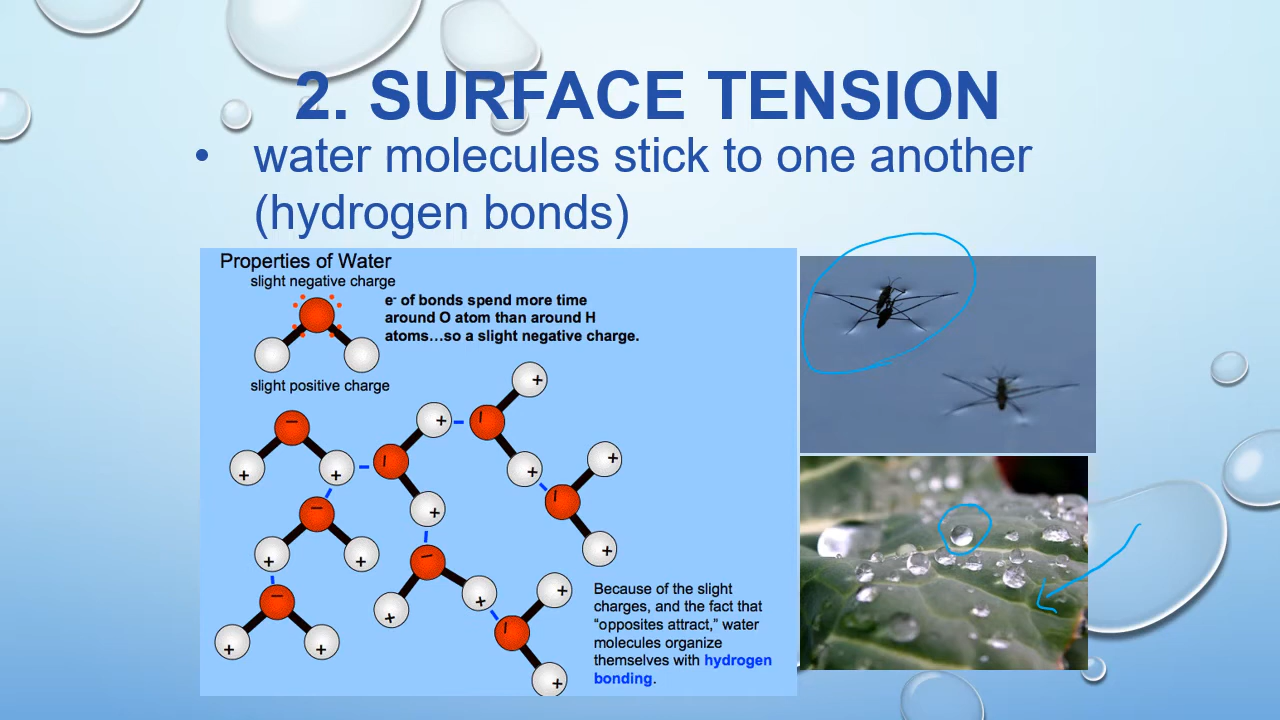 2. SURFACE TENSION
• water molecules stick to one another
(hydrogen bonds)
Properties of Water
slight negative charge
e- of bonds spend more time
around O atom than around H
atoms...so a slight negative charge.
slight positive charge
+
+
+ –
–
–
–
+
+
+
+
+
–
–
+
+
+
–
+
–
+
+
+
–
+
+
–
+
Because of the slight
charges, and the fact that
“opposites attract,” water
molecules organize
themselves with hydrogen
bonding.